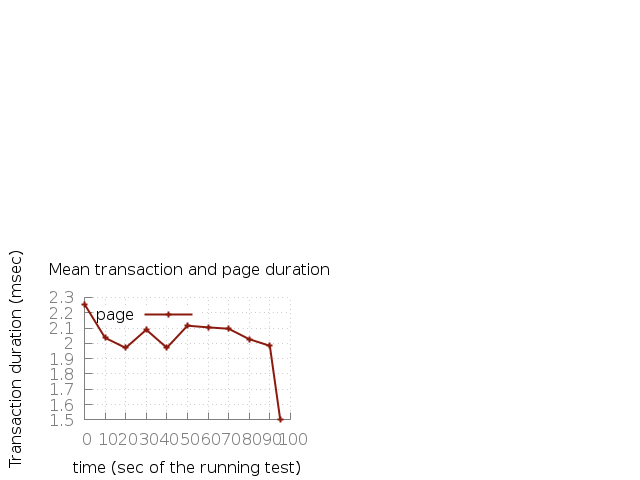 Mean transaction and page duration
Transaction duration (msec)
page
2.3
2.2
2.1
2
1.9
1.8
1.7
1.6
1.5
0 10 20 30 40 50 60 70 80 90 100
time (sec of the running test)